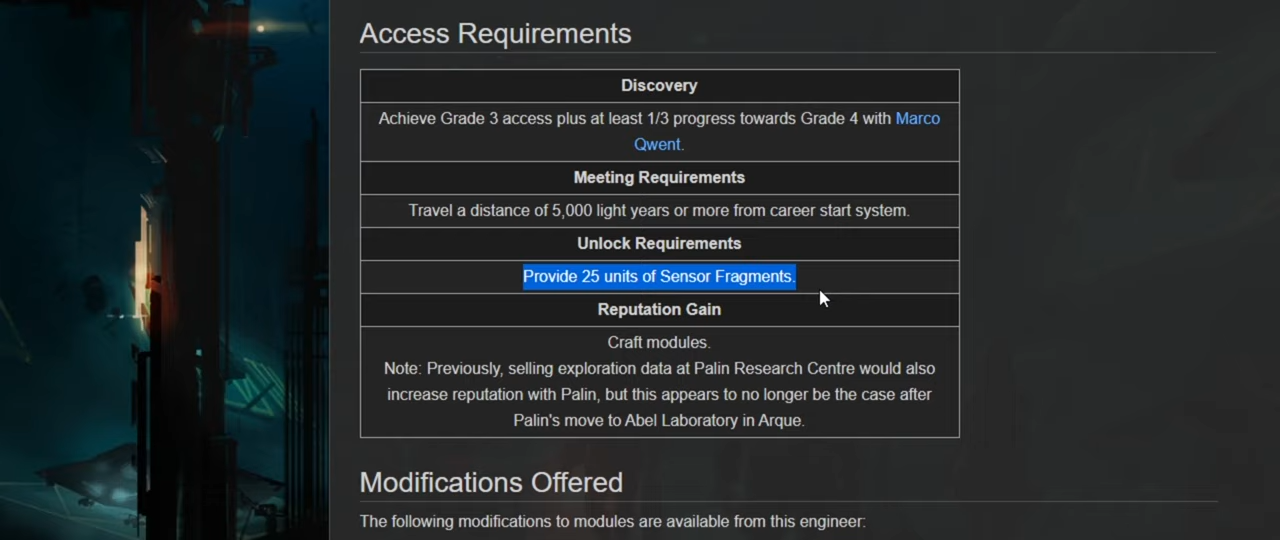 Access Requirements
Discovery
Achieve Grade 3 access plus at least 1/3 progress towards Grade 4 with Marco
Qwent.
Meeting Requirements
Travel a distance of 5,000 light years or more from career start system.
Unlock Requirements
Provide 25 units of Sensor Fragments.
Reputation Gain
Craft modules.
Note: Previously, selling exploration data at Palin Research Centre would also
increase reputation with Palin, but this appears to no longer be the case after
Palin's move to Abel Laboratory in Arque.
Modifications Offered
The following modifications to modules are available from this engineer: